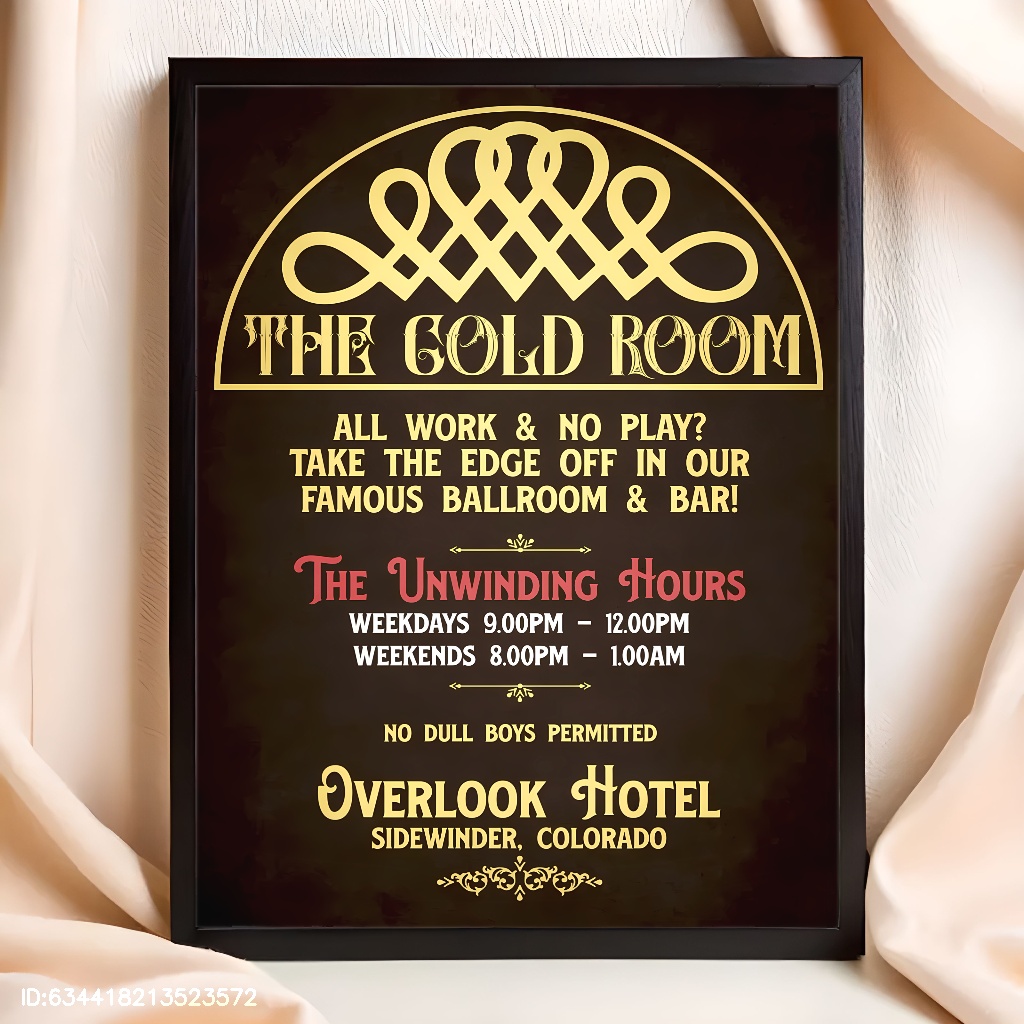 THE GOLD ROOM
ALL WORK & NO PLAY?
TAKE THE EDGE OFF IN OUR
FAMOUS BALLROOM & BAR!
The Unwinding Hours
WEEKDAYS 9.00PM – 12.00PM
WEEKENDS 8.00PM – 1.00AM
NO DULL BOYS PERMITTED
Overlook Hotel
SIDEWINDER, COLORADO
ID:634418213523572